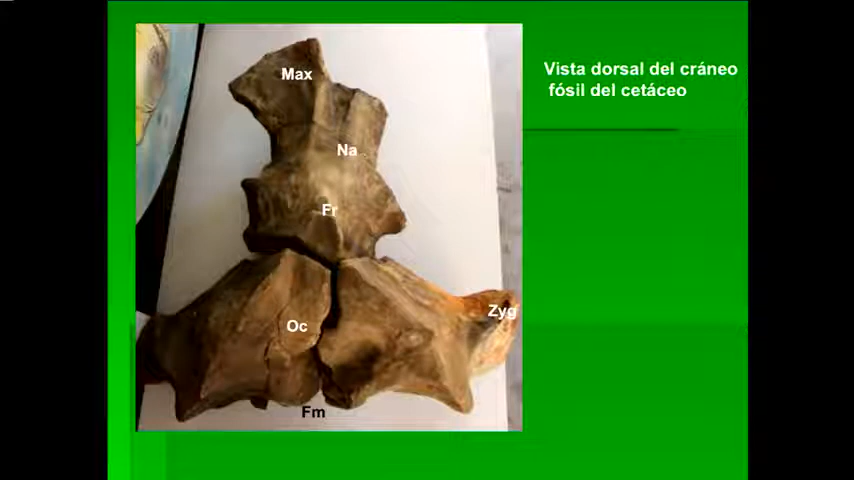 Vista dorsal del cráneo
fósil del cetáceo
Max
Na
Fr
Zyg
Oc
Fm